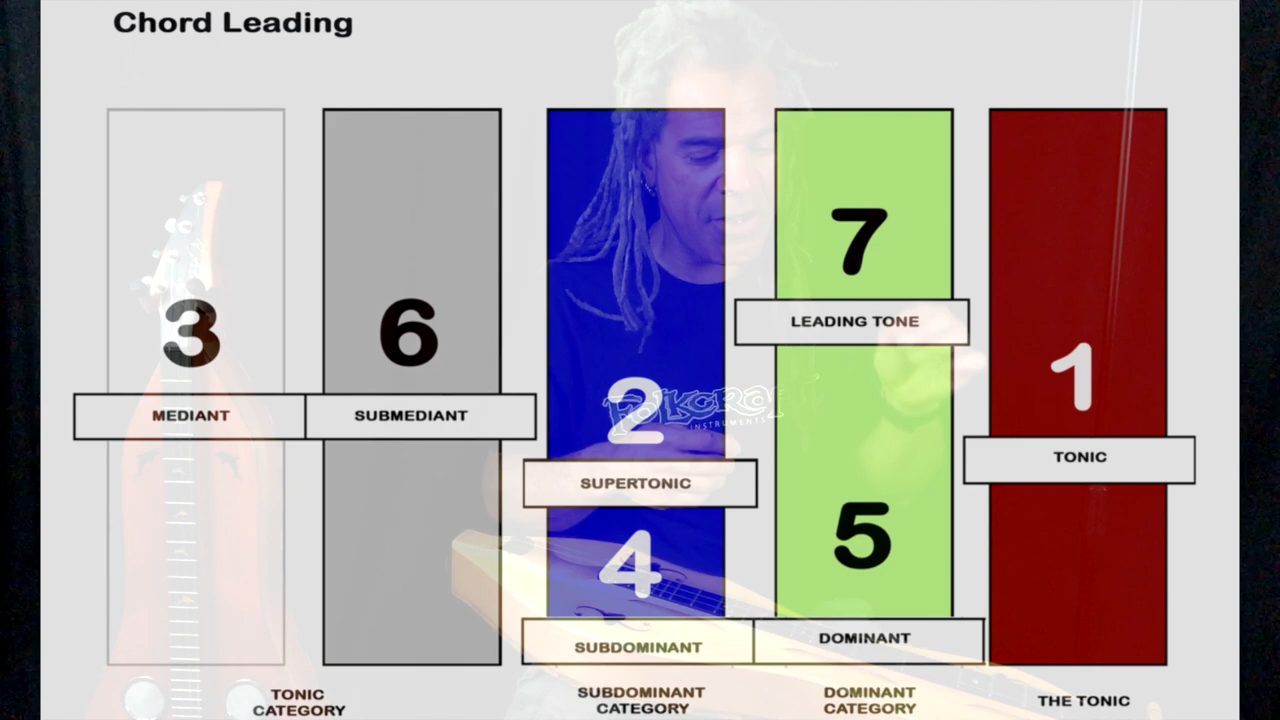 Chord Leading
7
LEADING TONE
3
6
1
MEDIANT
SUBMEDIANT
2
TONIC
SUPERTONIC
INSTRUMENTS
4
5
SUBDOMINANT
DOMINANT
TONIC
CATEGORY
SUBDOMINANT
CATEGORY
DOMINANT
CATEGORY
THE TONIC